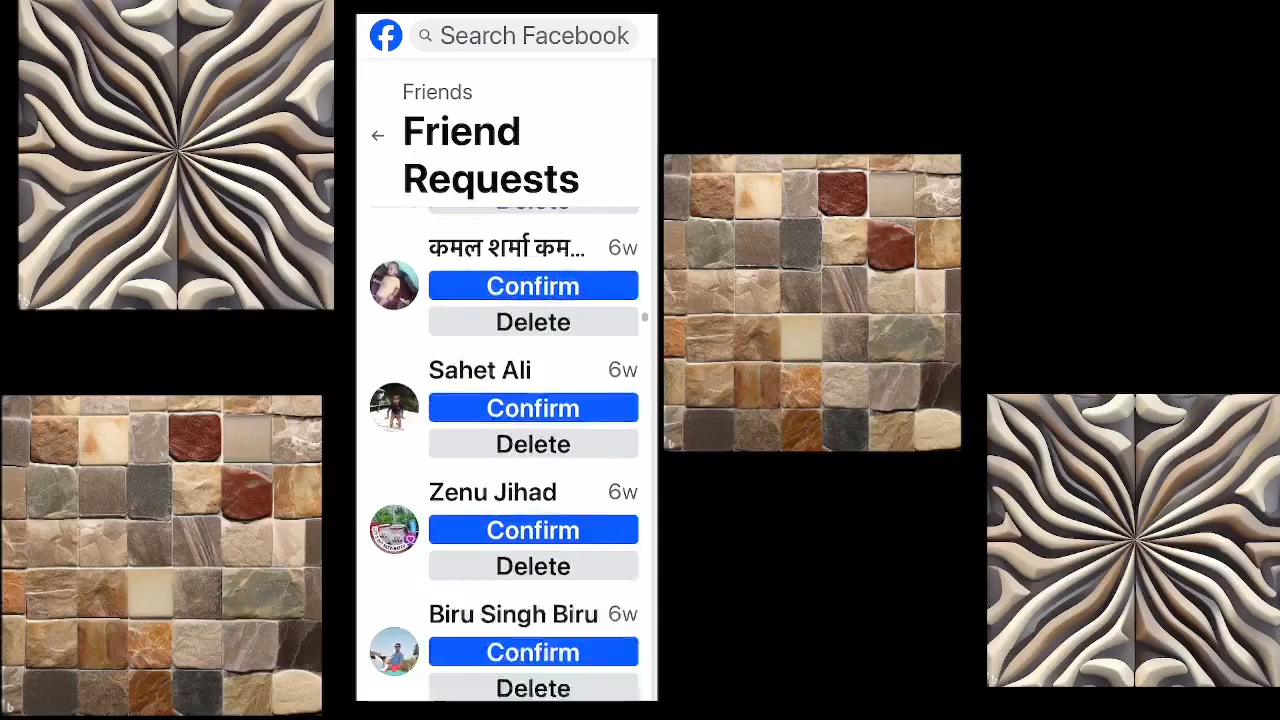 Search Facebook
Friends
Friend
Requests
Delete
कमल शर्मा कम... 6w
Confirm
Delete
Sahet Ali 6w
Confirm
Delete
Zenu Jihad 6w
Confirm
Delete
Biru Singh Biru 6w
Confirm
Delete